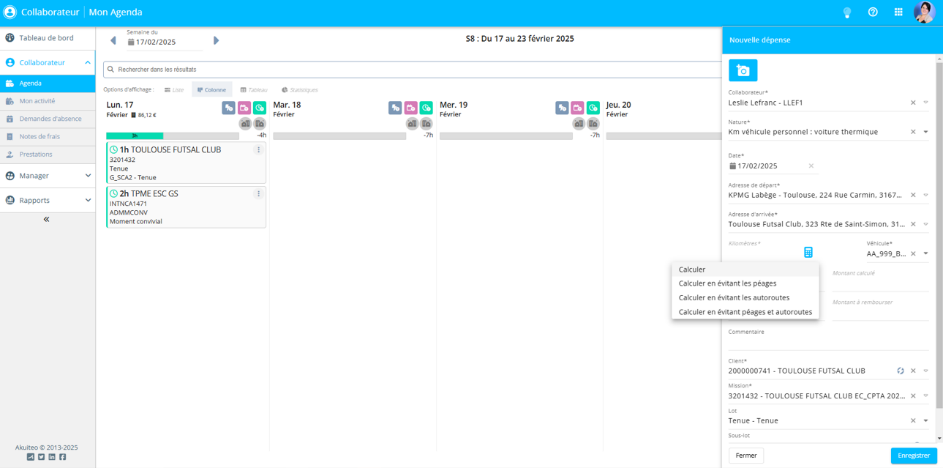 Collaborateur | Mon Agenda
Tableau de bord
Collaborateur
Agenda
Mon activité
Demandes d'absence
Notes de frais
Prestations
Manager
Rapports
«
Akuiteo © 2013-2025
Semaine du
17/02/2025
S8 : Du 17 au 23 février 2025
Rechercher dans les résultats
Options d'affichage :
Liste
Colonne
Tableau
Statistiques
Lun. 17
Février
86,12 €
3h
-4h
1h TOULOUSE FUTSAL CLUB
3201432
Tenue
G_SCA2 - Tenue
2h TPME ESC GS
INTNCA1471
ADMMCONV
Moment convivial
Mar. 18
Février
-7h
Mer. 19
Février
-7h
Jeu. 20
Février
Nouvelle dépense
Collaborateur*
Leslie Lefranc - LLEF1
Nature*
Km véhicule personnel : voiture thermique
Date*
17/02/2025
Adresse de départ*
KPMG Labège - Toulouse, 224 Rue Carmin, 3167...
Adresse d'arrivée*
Toulouse Futsal Club, 323 Rte de Saint-Simon, 31...
Kilomètres*
Véhicule*
AA_999_B...
Calculer
Calculer en évitant les péages
Calculer en évitant les autoroutes
Calculer en évitant péages et autoroutes
Montant calculé
Montant à rembourser
Commentaire
Client*
2000000741 - TOULOUSE FUTSAL CLUB
Mission*
3201432 - TOULOUSE FUTSAL CLUB EC_CPTA 202...
Lot
Tenue - Tenue
Sous-lot
Fermer
Enregistrer